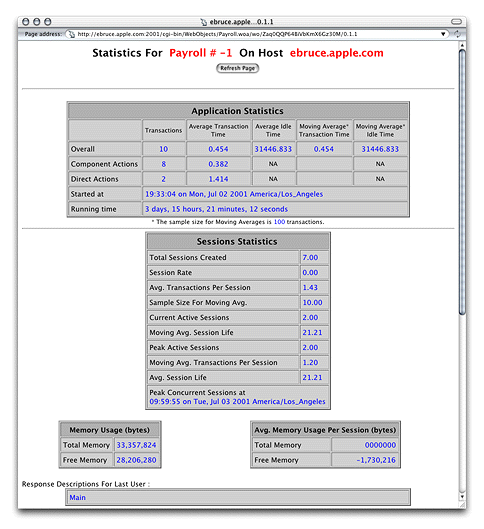 ebruce.apple...0.1.1
Page address: http://ebruce.apple.com:2001/cgi-bin/WebObjects/Payroll.woa/wo/Zaq0QQP64BiVbKmX6Gz30M/0.1.1
Statistics For Payroll # -1 On Host ebruce.apple.com
Refresh Page
Application Statistics
Transactions Average Transaction Time Average Idle Time Moving Average* Transaction Time Moving Average* Idle Time
Overall 10 0.454 31446.833 0.454 31446.833
Component Actions 8 0.382 NA NA
Direct Actions 2 1.414 NA NA
Started at 19:33:04 on Mon, Jul 02 2001 America/Los_Angeles
Running time 3 days, 15 hours, 21 minutes, 12 seconds
* The sample size for Moving Averages is 100 transactions.
Sessions Statistics
Total Sessions Created 7.00
Session Rate 0.00
Avg. Transactions Per Session 1.43
Sample Size For Moving Avg. 10.00
Current Active Sessions 2.00
Moving Avg. Session Life 21.21
Peak Active Sessions 2.00
Moving Avg. Transactions Per Session 1.20
Avg. Session Life 21.21
Peak Concurrent Sessions at
09:59:55 on Tue, Jul 03 2001 America/Los_Angeles
Memory Usage (bytes)
Total Memory 33,357,824
Free Memory 28,206,280
Avg. Memory Usage Per Session (bytes)
Total Memory 0000000
Free Memory -1,730,216
Response Descriptions For Last User :
Main